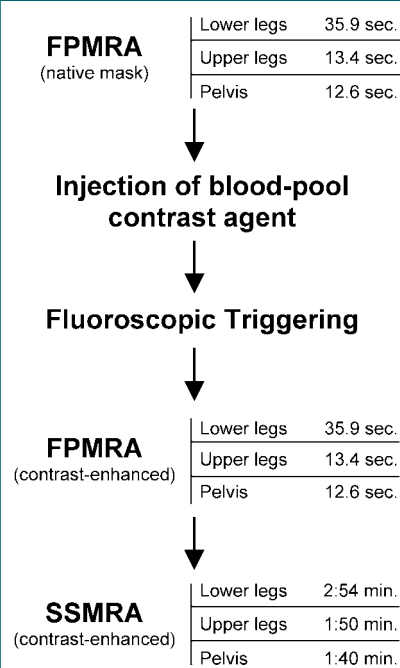 FPMRA
(native mask)
Lower legs 35.9 sec.
Upper legs 13.4 sec.
Pelvis 12.6 sec.
Injection of blood-pool
contrast agent
Fluoroscopic Triggering
FPMRA
(contrast-enhanced)
Lower legs 35.9 sec.
Upper legs 13.4 sec.
Pelvis 12.6 sec.
SSMRA
(contrast-enhanced)
Lower legs 2:54 min.
Upper legs 1:50 min.
Pelvis 1:40 min.